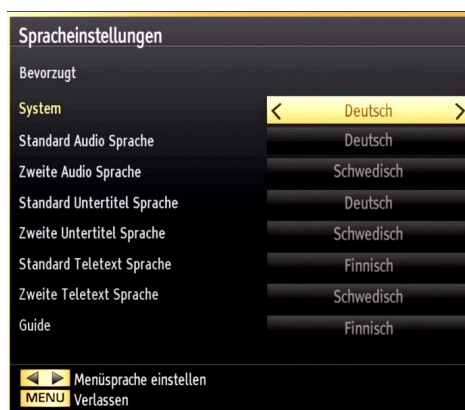 Spracheinstellungen
Bevorzugt
System Deutsch
Standard Audio Sprache Deutsch
Zweite Audio Sprache Schwedisch
Standard Untertitel Sprache Deutsch
Zweite Untertitel Sprache Schwedisch
Standard Teletext Sprache Finnisch
Zweite Teletext Sprache Schwedisch
Guide Finnisch
Menüsprache einstellen
MENU Verlassen